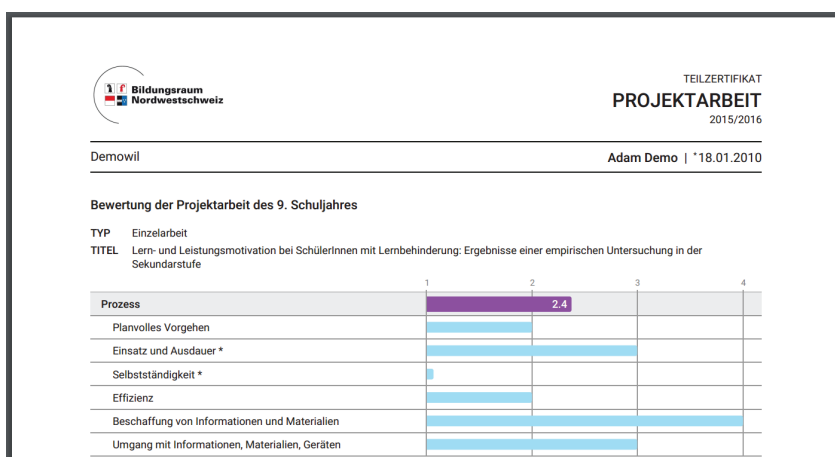 Bildungsraum
Nordwestschweiz
TEILZERTIFIKAT
PROJEKTARBEIT
2015/2016
Demowil
Adam Demo | *18.01.2010
Bewertung der Projektarbeit des 9. Schuljahres
TYP Einzelarbeit
TITEL Lern- und Leistungsmotivation bei SchülerInnen mit Lernbehinderung: Ergebnisse einer empirischen Untersuchung in der
Sekundarstufe
1 2 3 4
Prozess 2.4
Planvolles Vorgehen
Einsatz und Ausdauer *
Selbstständigkeit *
Effizienz
Beschaffung von Informationen und Materialien
Umgang mit Informationen, Materialien, Geräten